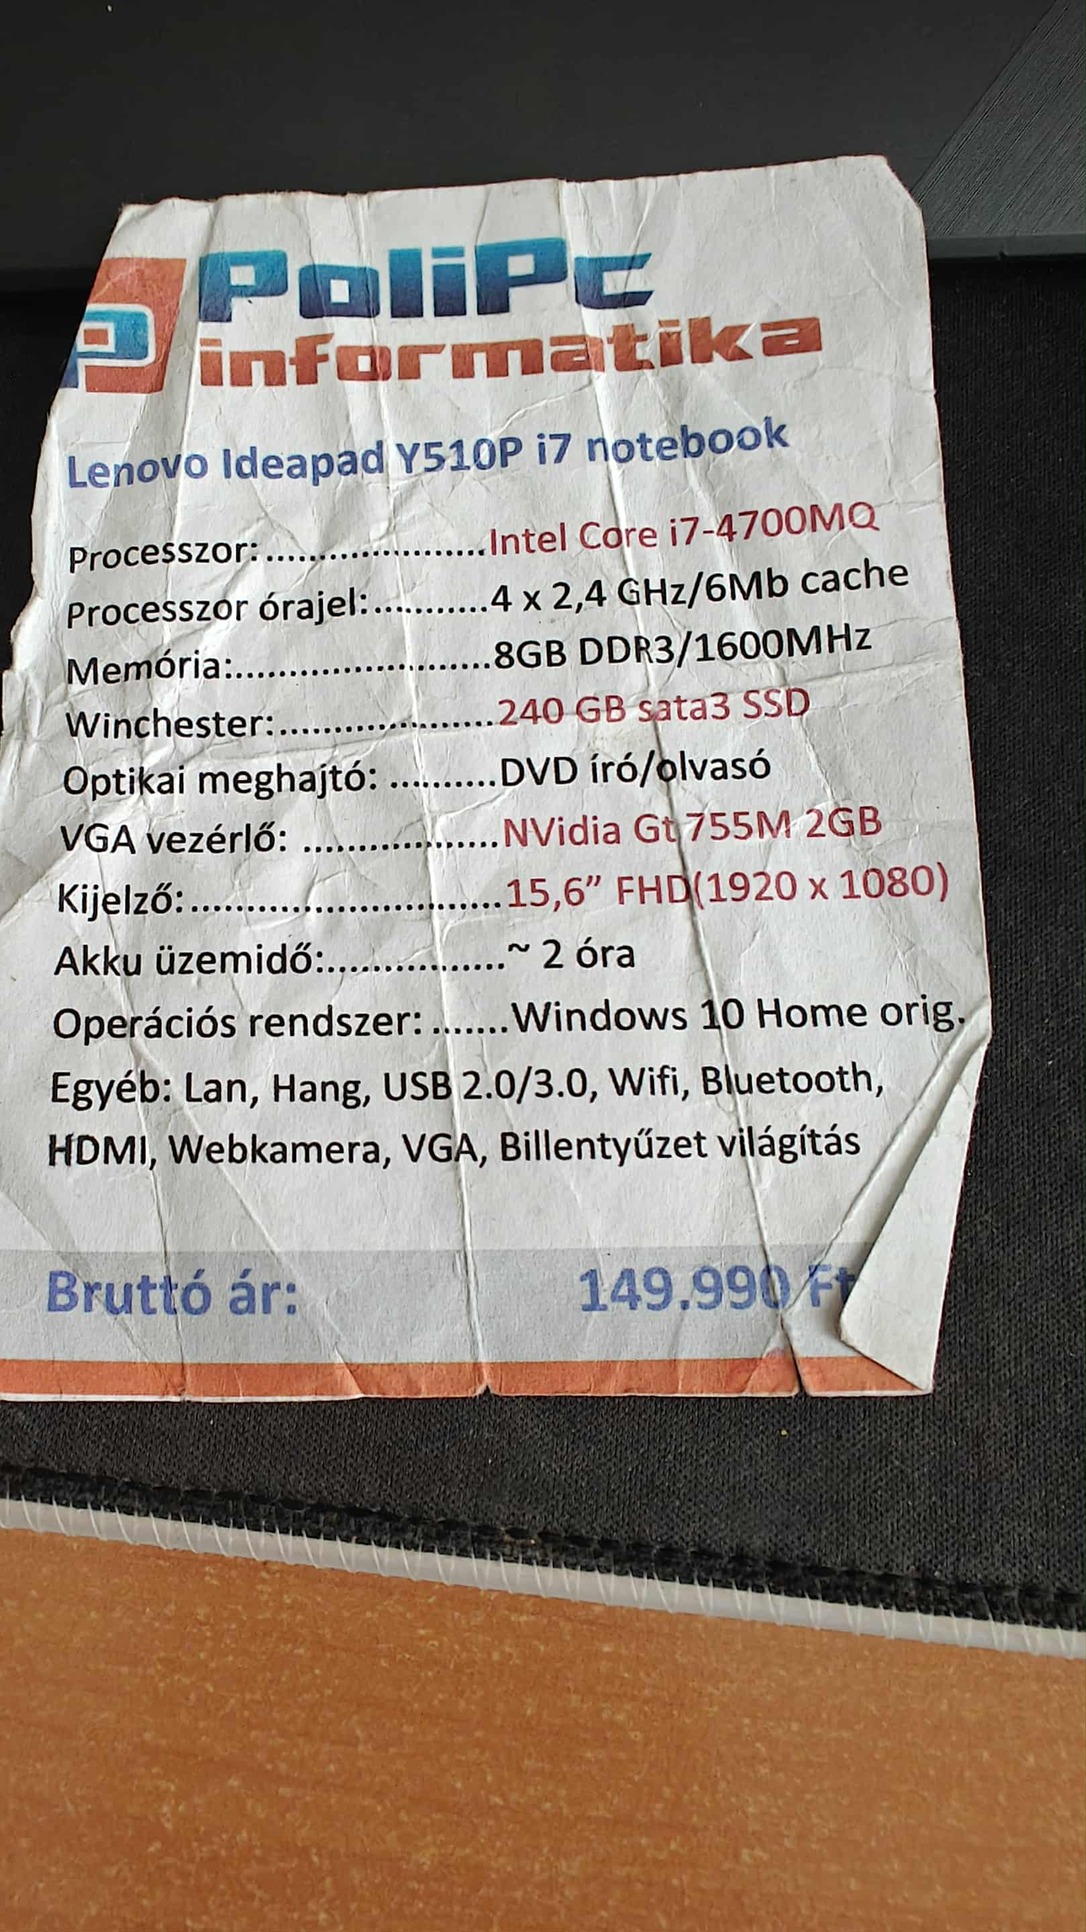 PoliPc
informatika
Lenovo Ideapad Y510P i7 notebook
Processzor:.....................Intel Core i7-4700MQ
Processzor órajel:...........4 x 2,4 GHz/6Mb cache
Memória:........................8GB DDR3/1600MHz
Winchester:....................240 GB sata3 SSD
Optikai meghajtó: ..........DVD író/olvasó
VGA vezérlő: ..................NVidia Gt 755M 2GB
Kijelző:.............................15,6” FHD(1920 x 1080)
Akku üzemidő:................~ 2 óra
Operációs rendszer: .......Windows 10 Home orig.
Egyéb: Lan, Hang, USB 2.0/3.0, Wifi, Bluetooth,
HDMI, Webkamera, VGA, Billentyűzet világítás
Bruttó ár: 149.990 Ft